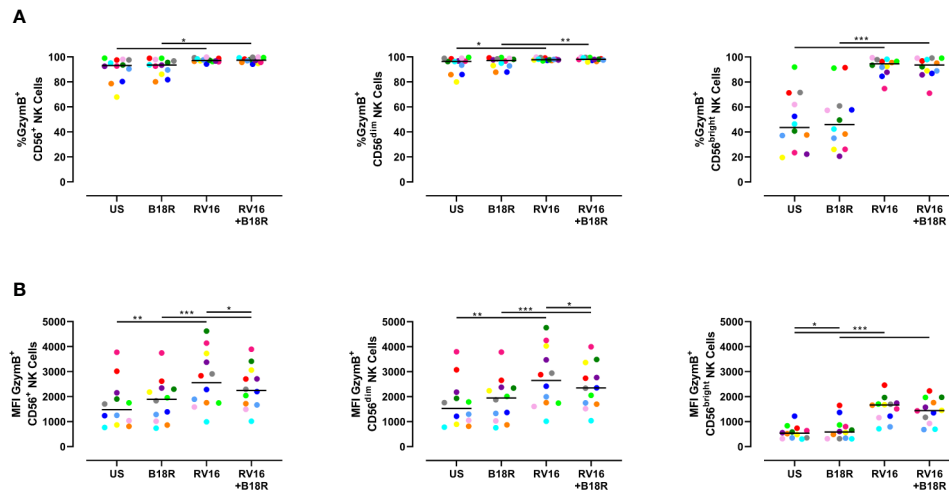 A
%GzymB+
CD56+ NK Cells
100
80
60
40
20
0
*
US
B18R
RV16
RV16
+B18R
%GzymB+
CD56dim NK Cells
100
80
60
40
20
0
*
**
US
B18R
RV16
RV16
+B18R
%GzymB+
CD56bright NK Cells
100
80
60
40
20
0
***
US
B18R
RV16
RV16
+B18R
B
MFI GzymB+
CD56+ NK Cells
5000
4000
3000
2000
1000
0
**
***
*
US
B18R
RV16
RV16
+B18R
MFI GzymB+
CD56dim NK Cells
5000
4000
3000
2000
1000
0
**
***
*
US
B18R
RV16
RV16
+B18R
MFI GzymB+
CD56bright NK Cells
5000
4000
3000
2000
1000
0
*
***
US
B18R
RV16
RV16
+B18R